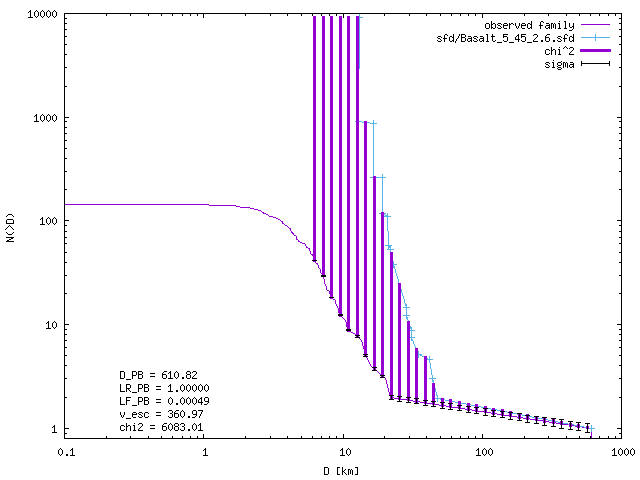 10000
1000
100
10
1
N(>D)
observed family
sfd/Basalt_5_45_2.6.sfd
chi^2
sigma
D_PB = 610.82
LR_PB = 1.00000
LF_PB = 0.00049
v_esc = 360.97
chi2 = 6083.01
0.1 1 10 100 1000
D [km]